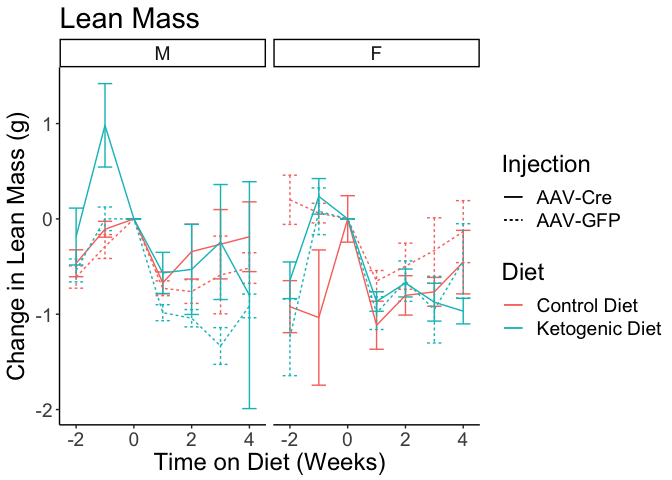 Lean Mass
M
F
Change in Lean Mass (g)
1
0
-1
-2
-2
0
2
4
-2
0
2
4
Time on Diet (Weeks)
Injection
AAV-Cre
AAV-GFP
Diet
Control Diet
Ketogenic Diet